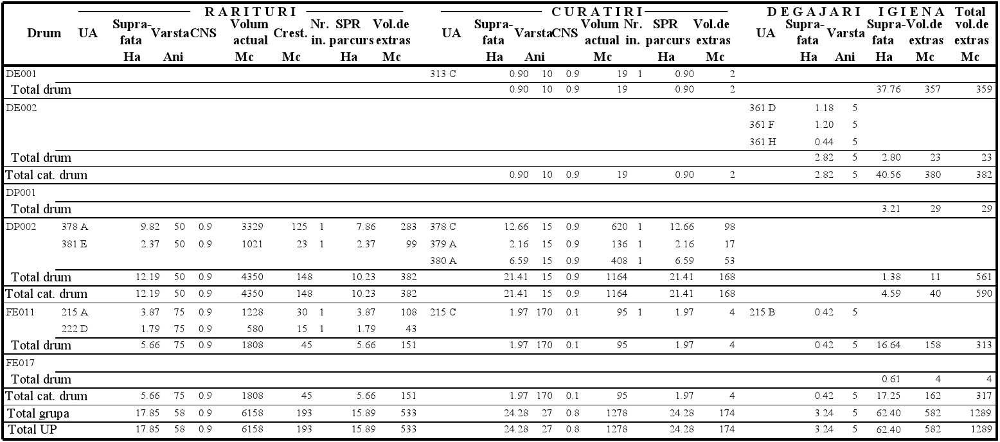 R A R I T U R I C U R A T I R I D E G A J A R I I G I E N A Total
Drum UA Supra- Varsta CNS Volum Crest. Nr. SPR Vol.de UA Supra- Varsta CNS Volum Nr. SPR Vol.de UA Supra- Varsta Supra- Vol.de vol.de
fata actual in. parcurs extras fata actual in. parcurs extras fata fata extras extras
Ha Ani Mc Mc Ha Mc Ha Ani Mc Ha Mc Ha Ani Ha Mc Mc
DE001 313 C 0.90 10 0.9 19 1 0.90 2
Total drum 0.90 10 0.9 19 0.90 2 37.76 357 359
DE002 361 D 1.18 5
361 F 1.20 5
361 H 0.44 5
Total drum 2.82 5 2.80 23 23
Total cat. drum 0.90 10 0.9 19 0.90 2 2.82 5 40.56 380 382
DP001
Total drum 3.21 29 29
DP002 378 A 9.82 50 0.9 3329 125 1 7.86 283 378 C 12.66 15 0.9 620 1 12.66 98
381 E 2.37 50 0.9 1021 23 1 2.37 99 379 A 2.16 15 0.9 136 1 2.16 17
380 A 6.59 15 0.9 408 1 6.59 53
Total drum 12.19 50 0.9 4350 148 10.23 382 21.41 15 0.9 1164 21.41 168 1.38 11 561
Total cat. drum 12.19 50 0.9 4350 148 10.23 382 21.41 15 0.9 1164 21.41 168 4.59 40 590
FE011 215 A 3.87 75 0.9 1228 30 1 3.87 108 215 C 1.97 170 0.1 95 1 1.97 4 215 B 0.42 5
222 D 1.79 75 0.9 580 15 1 1.79 43
Total drum 5.66 75 0.9 1808 45 5.66 151 1.97 170 0.1 95 1.97 4 0.42 5 16.64 158 313
FE017
Total drum 0.61 4 4
Total cat. drum 5.66 75 0.9 1808 45 5.66 151 1.97 170 0.1 95 1.97 4 0.42 5 17.25 162 317
Total grupa 17.85 58 0.9 6158 193 15.89 533 24.28 27 0.8 1278 24.28 174 3.24 5 62.40 582 1289
Total UP 17.85 58 0.9 6158 193 15.89 533 24.28 27 0.8 1278 24.28 174 3.24 5 62.40 582 1289